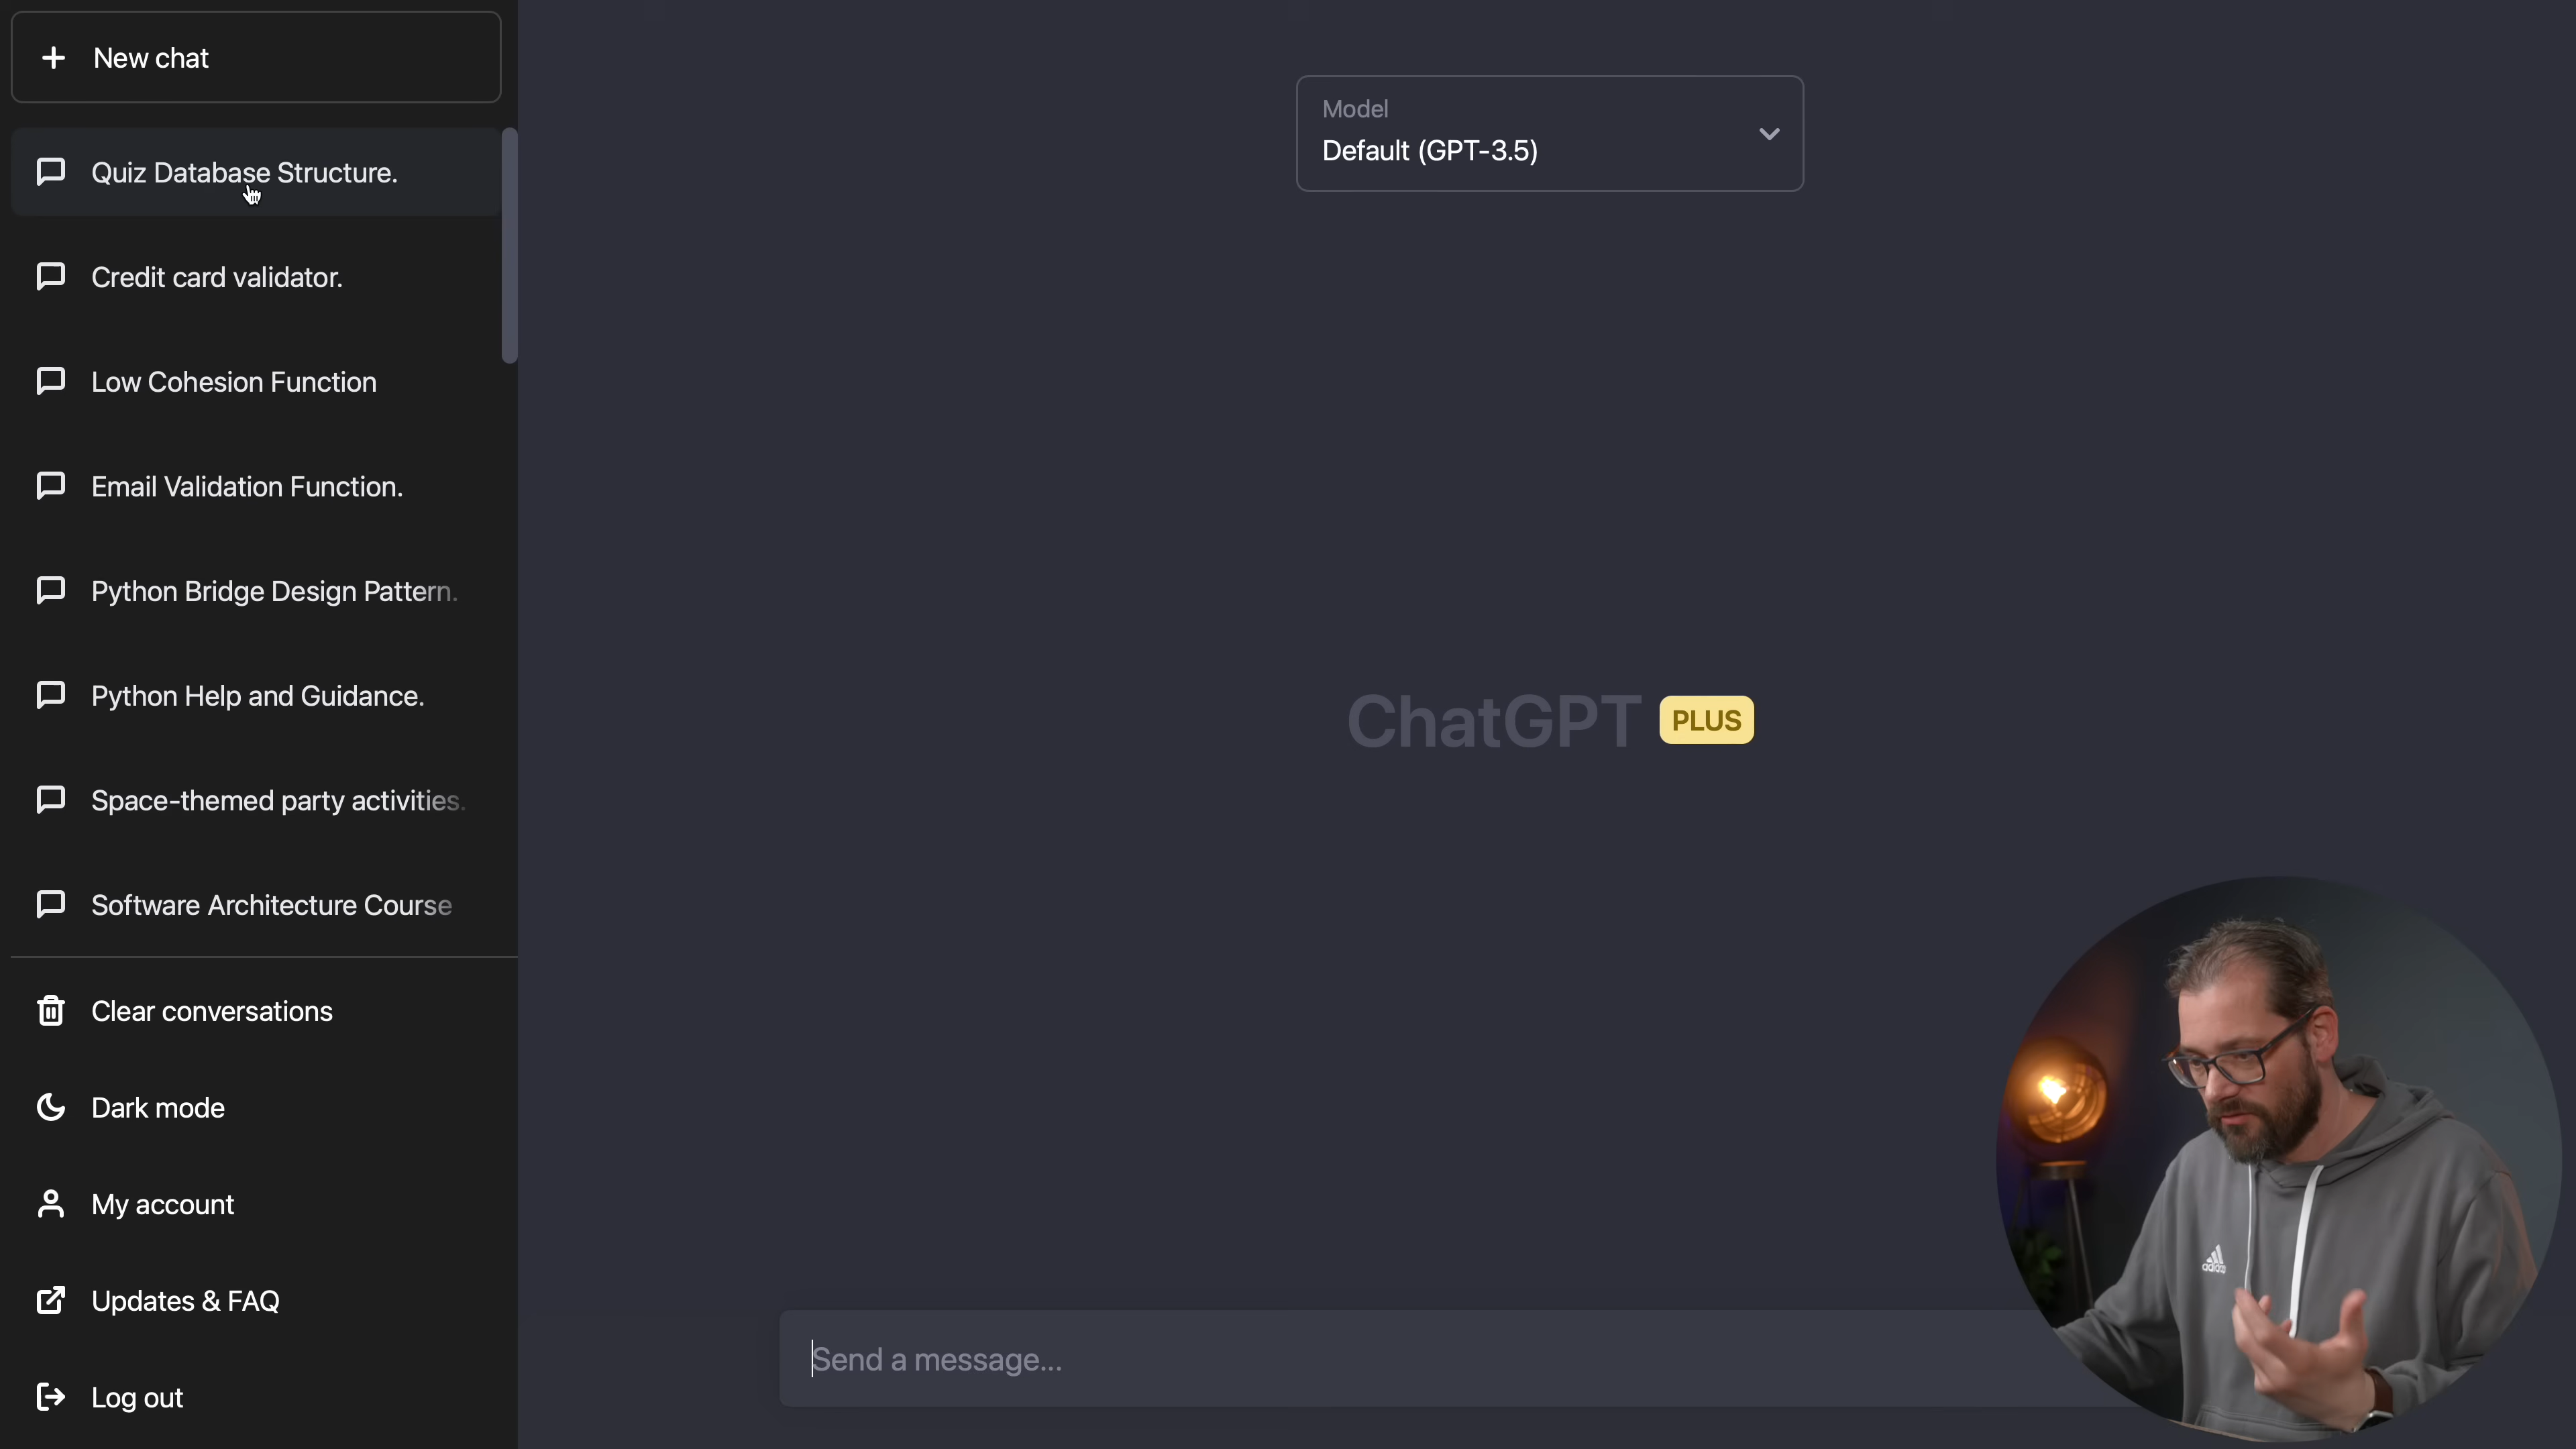 New chat
Quiz Database Structure.
Credit card validator.
Low Cohesion Function
Email Validation Function.
Python Bridge Design Pattern.
Python Help and Guidance.
Space-themed party activities.
Software Architecture Course
Clear conversations
Dark mode
My account
Updates & FAQ
Log out
Model
Default (GPT-3.5)
ChatGPT PLUS
Send a message...
adidas